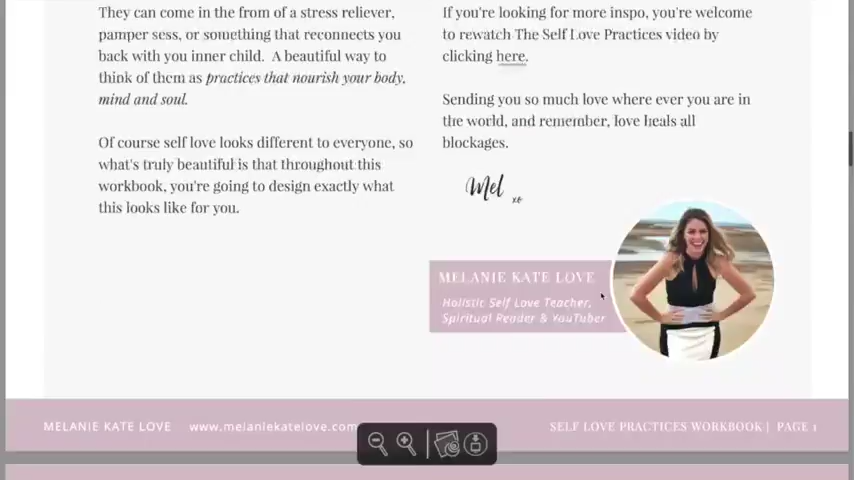 They can come in the from of a stress reliever,
pamper sess, or something that reconnects you
back with you inner child. A beautiful way to
think of them as practices that nourish your body,
mind and soul.
Of course self love looks different to everyone, so
what's truly beautiful is that throughout this
workbook, you're going to design exactly what
this looks like for you.
If you're looking for more inspo, you're welcome
to rewatch The Self Love Practices video by
clicking here.
Sending you so much love where ever you are in
the world, and remember, love heals all
blockages.
Mel xo
MELANIE KATE LOVE
Holistic Self Love Teacher,
Spiritual Reader & YouTuber
MELANIE KATE LOVE www.melaniekatelove.com
SELF LOVE PRACTICES WORKBOOK | PAGE 1